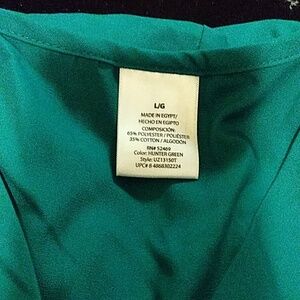 L/G
MADE IN EGYPT/
HECHO EN EGIPTO
COMPOSICIÓN:
65% POLYESTER / POLIÉSTER
35% COTTON / ALGODÓN
RN# 52469
Color: HUNTER GREEN
Style: UZ13150T
UPC# 6 4868302224